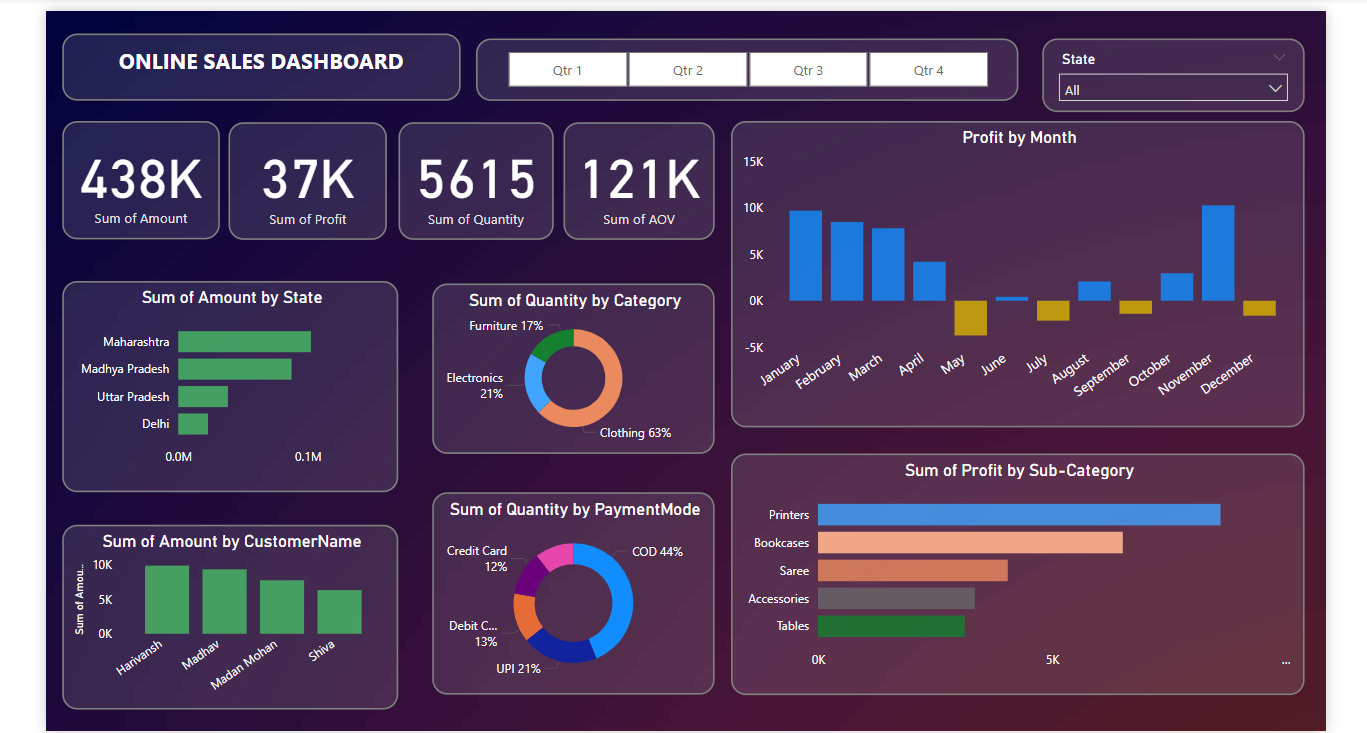 ONLINE SALES DASHBOARD
Qtr 1
Qtr 2
Qtr 3
Qtr 4
State
All
438K
Sum of Amount
37K
Sum of Profit
5615
Sum of Quantity
121K
Sum of AOV
Profit by Month
15K
10K
5K
0K
-5K
January
February
March
April
May
June
July
August
September
October
November
December
Sum of Amount by State
Maharashtra
Madhya Pradesh
Uttar Pradesh
Delhi
0.0M
0.1M
Sum of Quantity by Category
Furniture 17%
Electronics
21%
Clothing 63%
Sum of Profit by Sub-Category
Printers
Bookcases
Saree
Accessories
Tables
0K
5K
...
Sum of Amount by CustomerName
Sum of Amou..
10K
5K
0K
Harivansh
Madhav
Madan Mohan
Shiva
Sum of Quantity by PaymentMode
Credit Card
12%
COD 44%
Debit C...
13%
UPI 21%